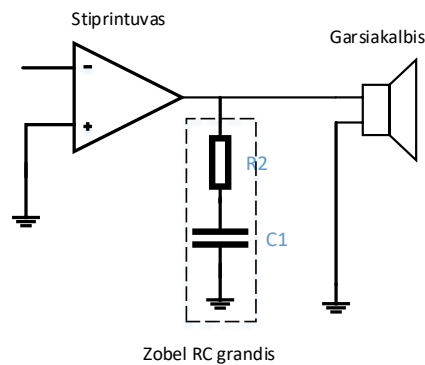 Stiprintuvas
Garsiakalbis
-
+
R2
C1
Zobel RC grandis